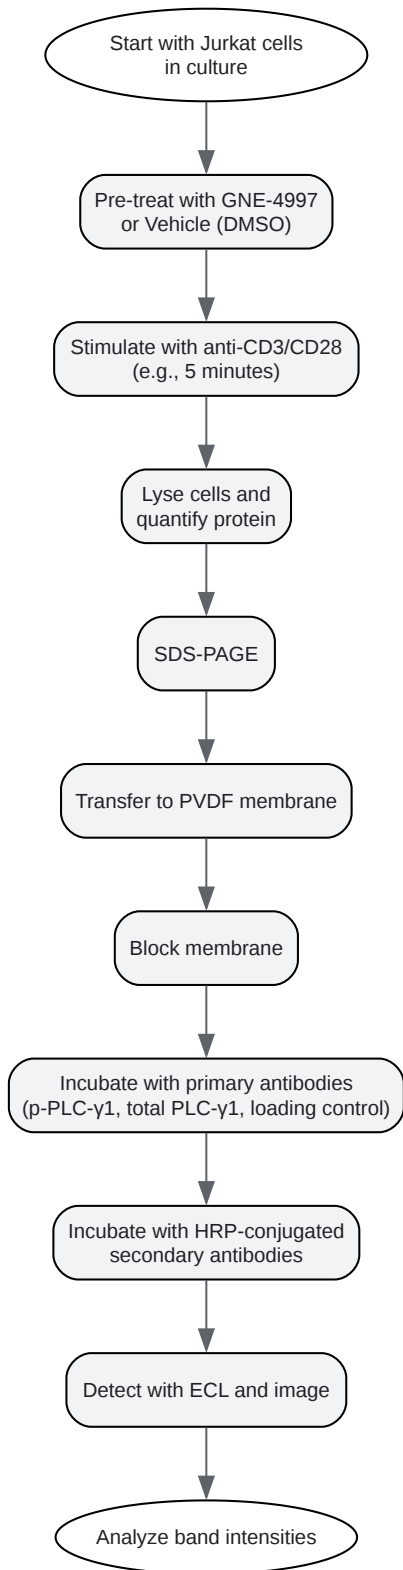 Start with Jurkat cells
in culture
Pre-treat with GNE-4997
or Vehicle (DMSO)
Stimulate with anti-CD3/CD28
(e.g., 5 minutes)
Lyse cells and
quantify protein
SDS-PAGE
Transfer to PVDF membrane
Block membrane
Incubate with primary antibodies
(p-PLC-γ1, total PLC-γ1, loading control)
Incubate with HRP-conjugated
secondary antibodies
Detect with ECL and image
Analyze band intensities